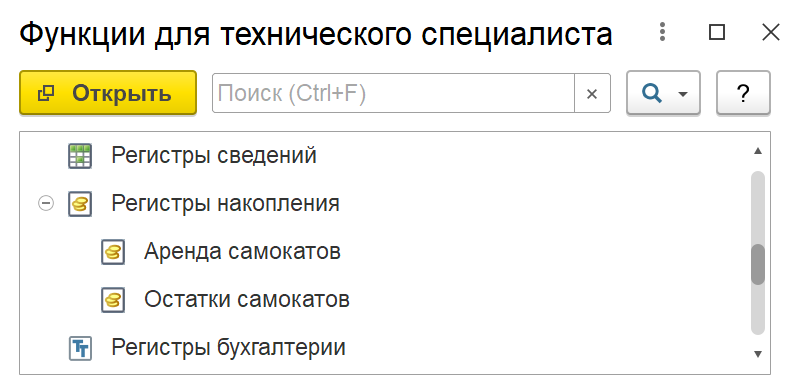 Функции для технического специалиста
Открыть
Поиск (Ctrl+F)
×
?
Регистры сведений
Регистры накопления
Аренда самокатов
Остатки самокатов
Регистры бухгалтерии